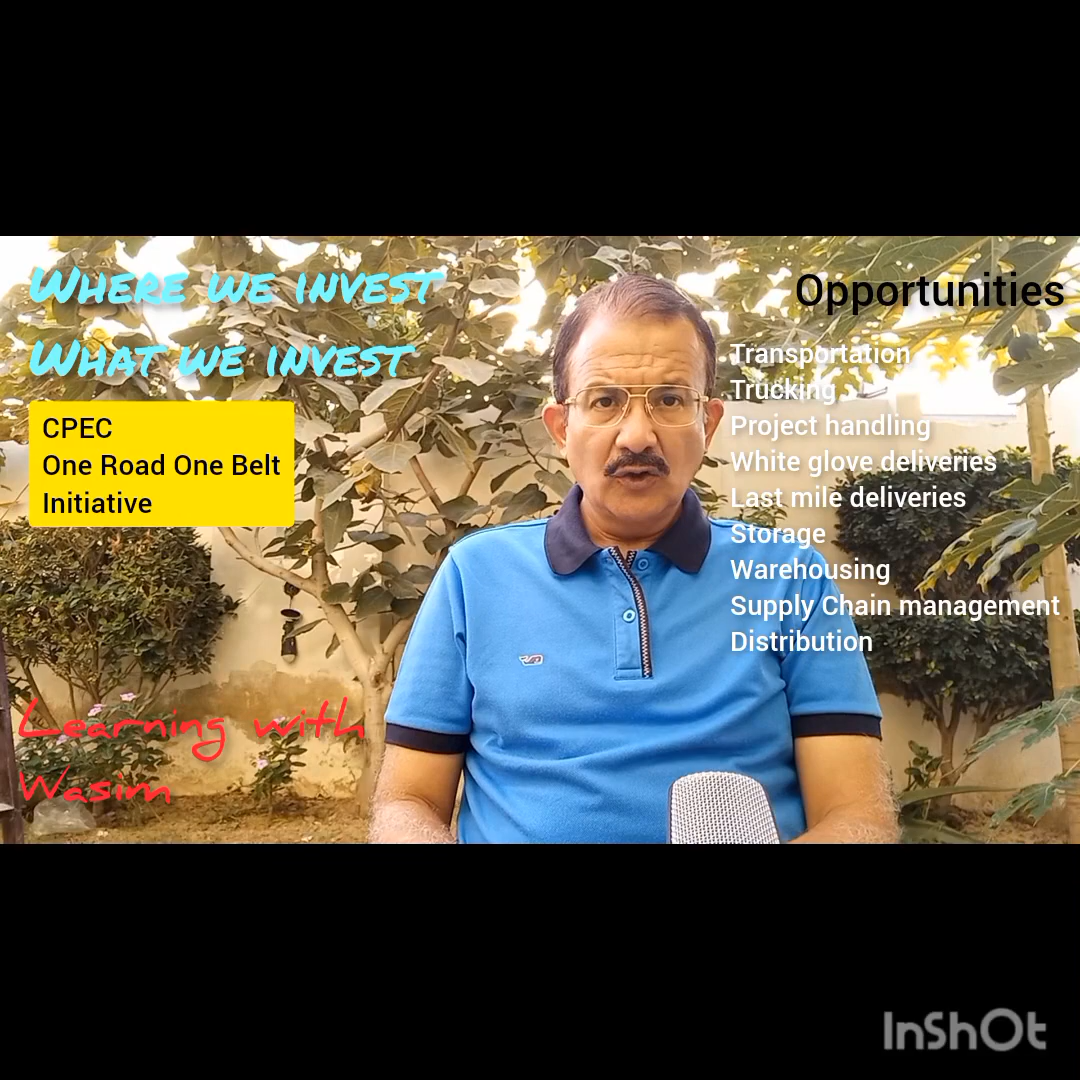 WHERE WE INVEST
WHAT WE INVEST
CPEC
One Road One Belt
Initiative
Learning with
Wasim
Opportunities
Transportation
Trucking
Project handling
White glove deliveries
Last mile deliveries
Storage
Warehousing
Supply Chain management
Distribution
InShOt